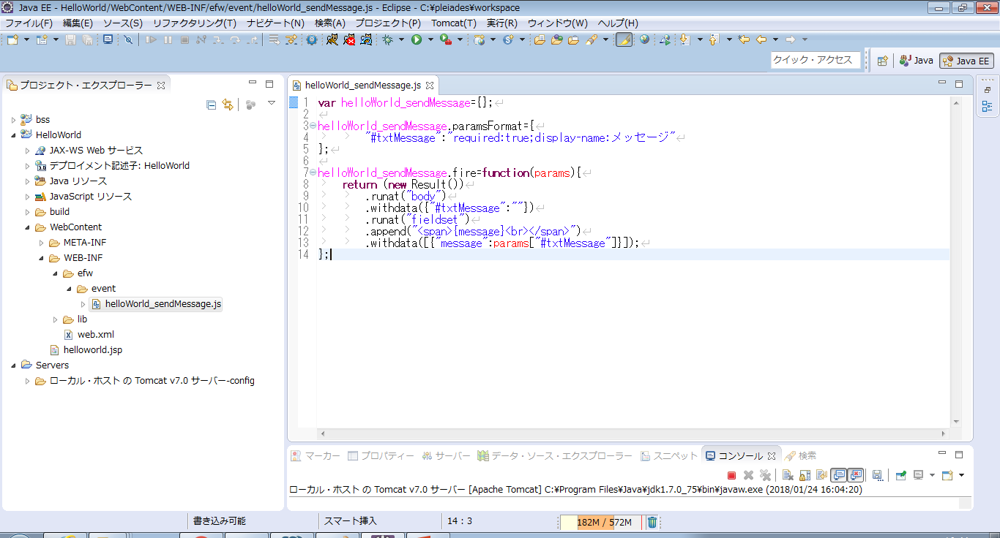 Java EE - HelloWorld/WebContent/WEB-INF/efw/event/helloWorld_sendMessage.js - Eclipse - C:¥pleiades¥workspace
ファイル(F) 編集(E) ソース(S) リファクタリング(T) ナビゲート(N) 検索(A) プロジェクト(P) Tomcat(T) 実行(R) ウィンドウ(W) ヘルプ(H)
クイック・アクセス
Java
Java EE
プロジェクト・エクスプローラー
bss
HelloWorld
JAX-WS Web サービス
デプロイメント記述子: HelloWorld
Java リソース
JavaScript リソース
build
WebContent
META-INF
WEB-INF
efw
event
helloWorld_sendMessage.js
lib
web.xml
helloworld.jsp
Servers
ローカル・ホスト の Tomcat v7.0 サーバー-config
helloWorld_sendMessage.js
1 var helloWorld_sendMessage={};
2
3 helloWorld_sendMessage.paramsFormat={
4 "#txtMessage":"required:true;display-name:メッセージ"
5 };
6
7 helloWorld_sendMessage.fire=function(params){
8 return (new Result())
9 .runat("body")
10 .withdata({"#txtMessage":""})
11 .runat("fieldset")
12 .append("<span>{message}<br></span>")
13 .withdata([{"message":params["#txtMessage"]}]);
14 };
マーカー プロパティー サーバー データ・ソース・エクスプローラー スニペット コンソール 検索
ローカル・ホスト の Tomcat v7.0 サーバー [Apache Tomcat] C:¥Program Files¥Java¥jdk1.7.0_75¥bin¥javaw.exe (2018/01/24 16:04:20)
書き込み可能 スマート挿入 14 : 3 182M / 572M